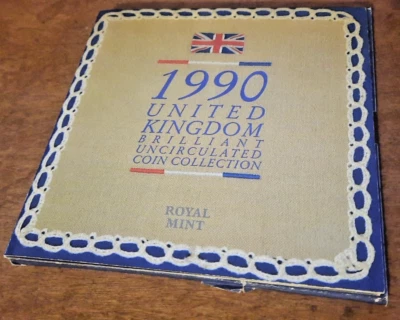 1990
UNITED
KINGDOM
BRILLIANT
UNCIRCULATED
COIN COLLECTION
ROYAL
MINT